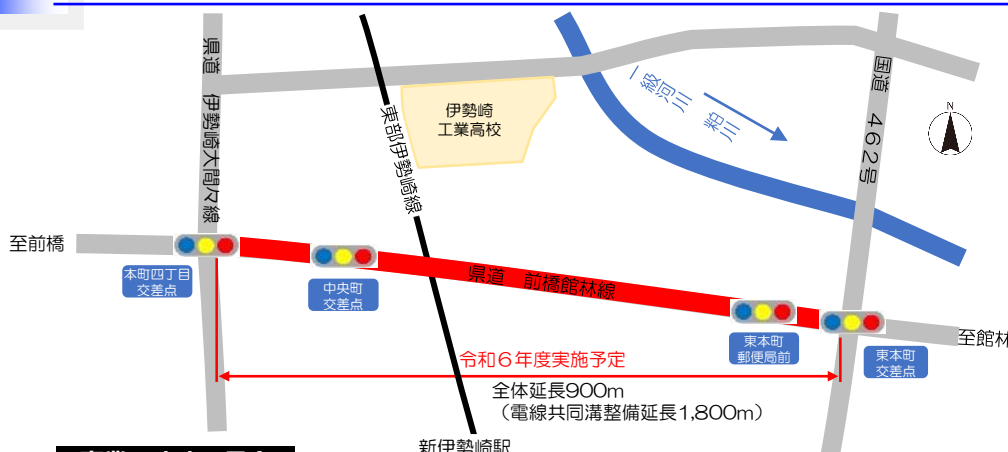 県道 伊勢崎大間々線
東部伊勢崎線
伊勢崎
工業高校
一級河川 粕川
国道 462号
N
至前橋
本町四丁目
交差点
中央町
交差点
県道 前橋館林線
東本町
郵便局前
東本町
交差点
至館林
令和6年度実施予定
全体延長900m
（電線共同溝整備延長1,800m）
新伊勢崎駅